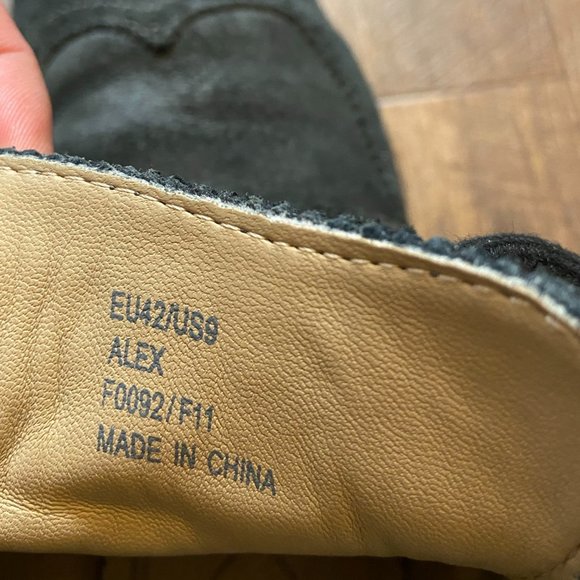 EU42/US9
ALEX
F0092/F11
MADE IN CHINA